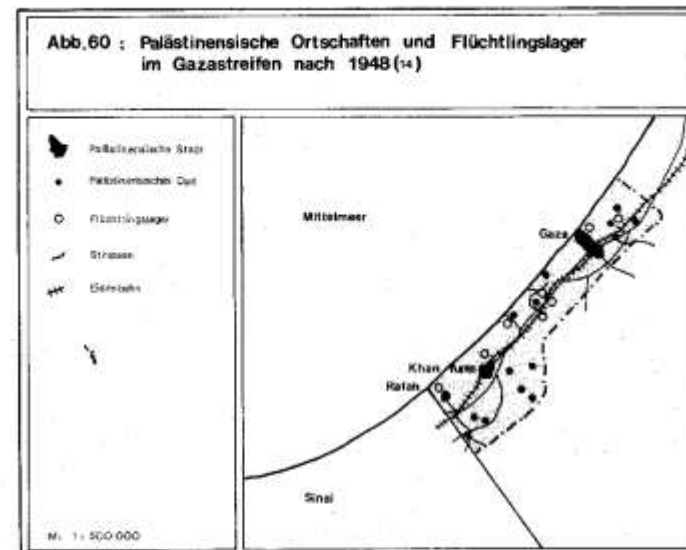 Abb.60 : Palästinensische Ortschaften und Flüchtlingslager
im Gazastreifen nach 1948(14)
Palästinensische Stadt
Palästinensisches Dorf
Flüchtlingslager
Strassen
Eisenbahn
M. 1: 500 000
Mittelmeer
Gaza
Khan Yunis
Rafah
Sinai